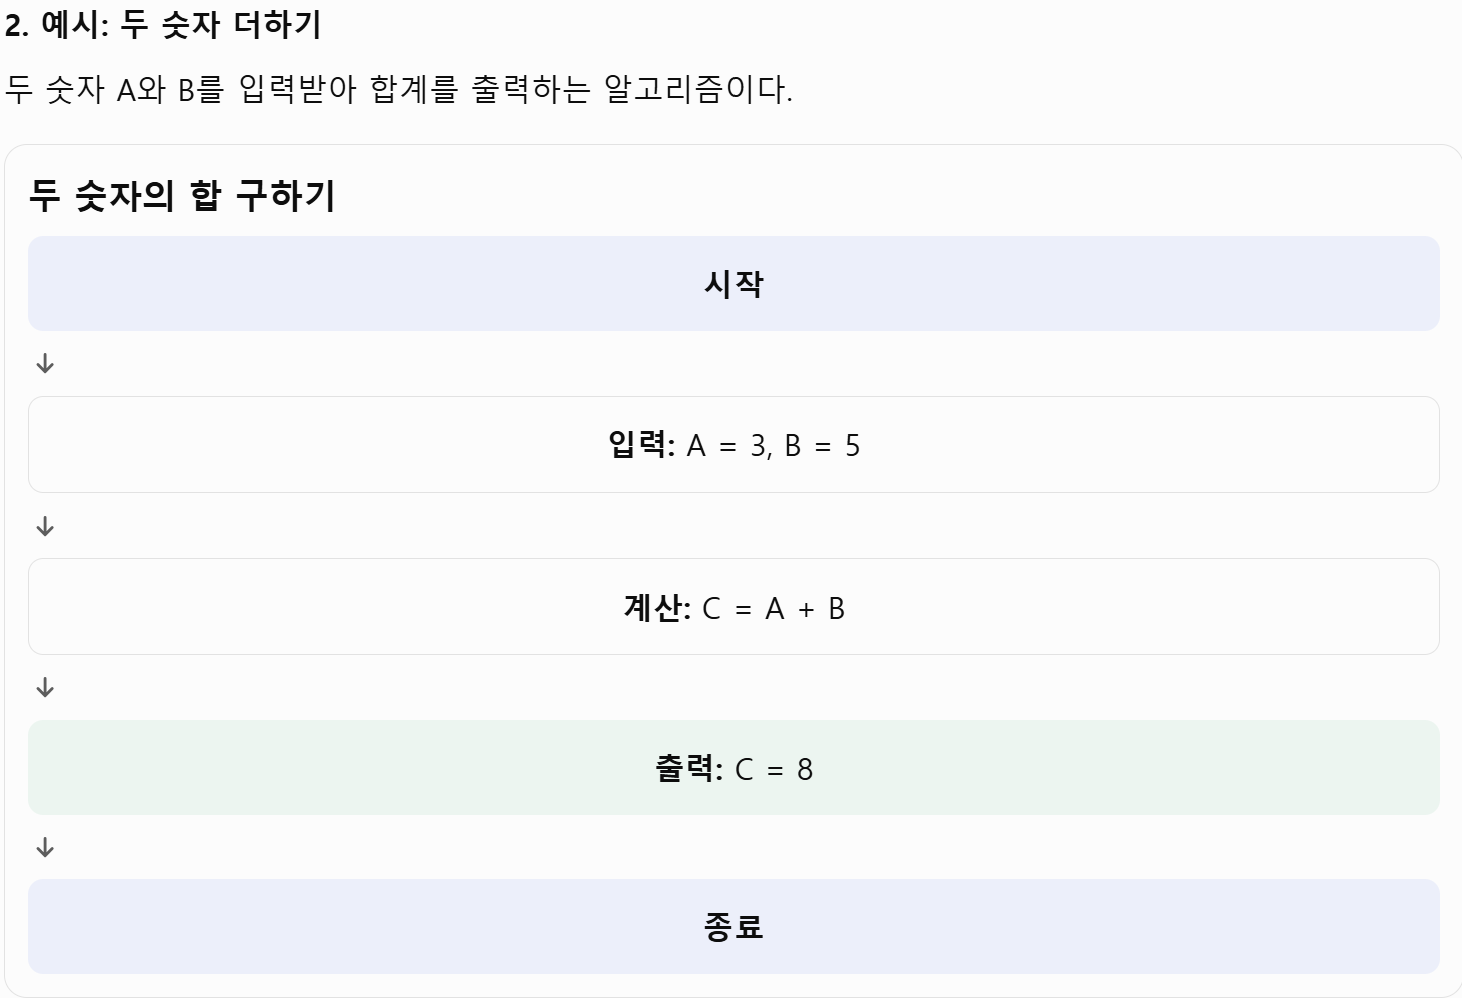 2. 예시: 두 숫자 더하기
두 숫자 A와 B를 입력받아 합계를 출력하는 알고리즘이다.
두 숫자의 합 구하기
시작
↓
입력: A = 3, B = 5
↓
계산: C = A + B
↓
출력: C = 8
↓
종료